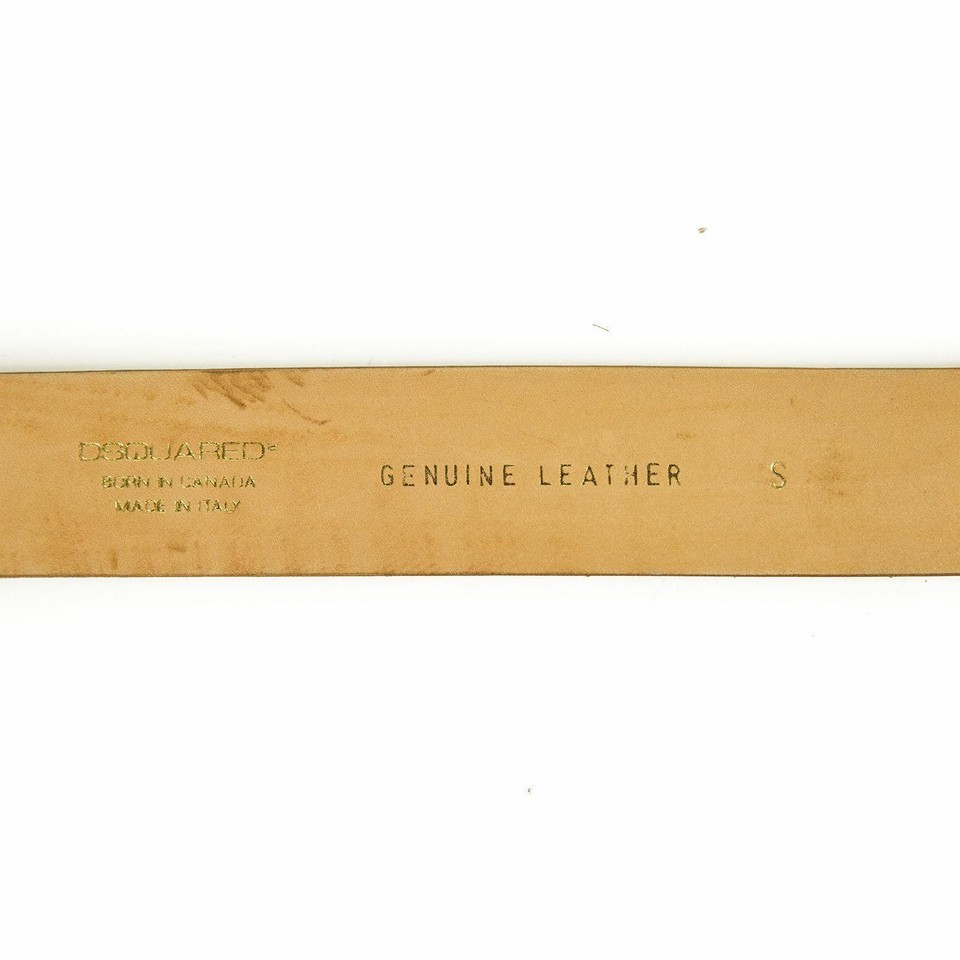 DSQUARED²
BORN IN CANADA
MADE IN ITALY
GENUINE LEATHER S